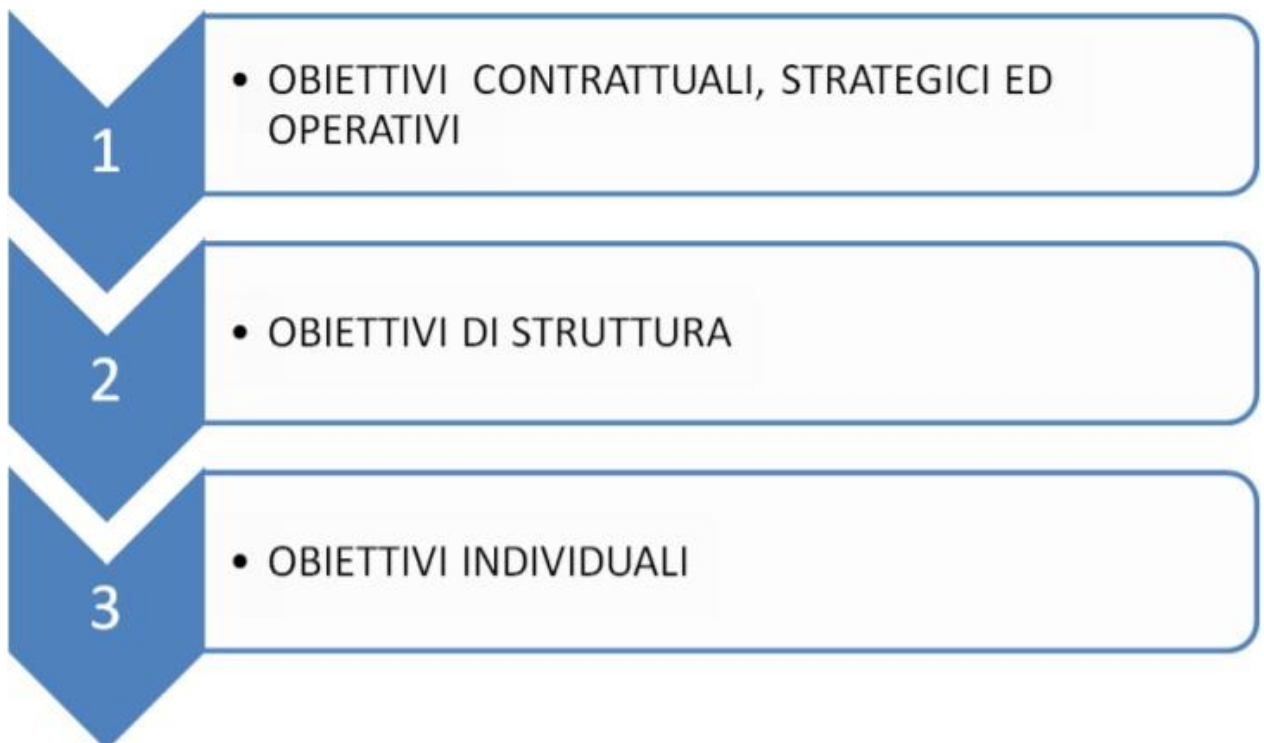 1
• OBIETTIVI  CONTRATTUALI, STRATEGICI ED
OPERATIVI
2
• OBIETTIVI DI STRUTTURA
3
• OBIETTIVI INDIVIDUALI